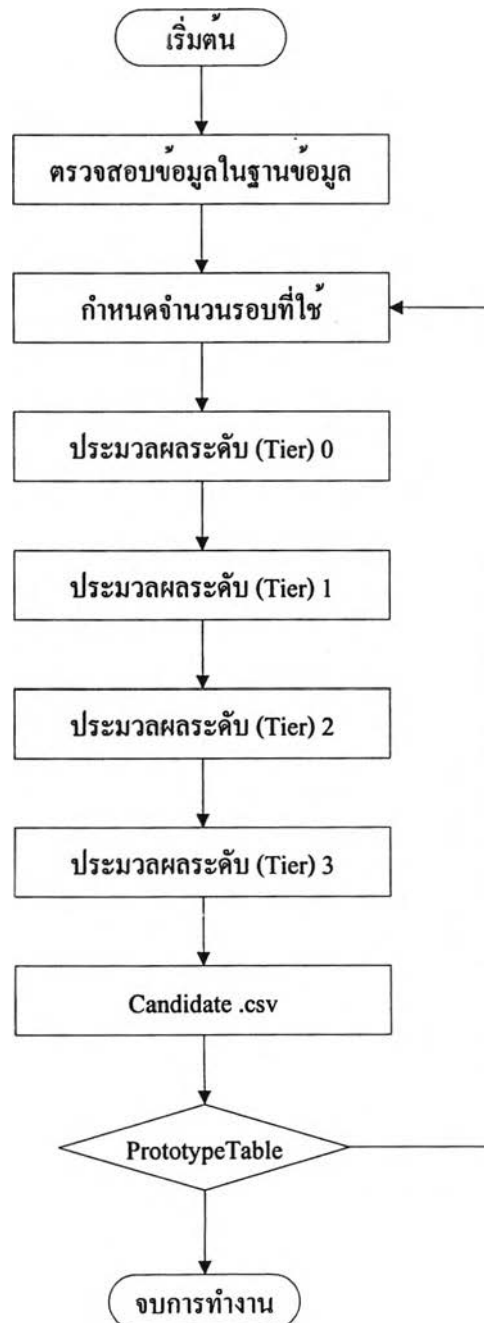 เริ่มต้น
ตรวจสอบข้อมูลในฐานข้อมูล
กำหนดจำนวนรอบที่ใช้
ประมวลผลระดับ (Tier) 0
ประมวลผลระดับ (Tier) 1
ประมวลผลระดับ (Tier) 2
ประมวลผลระดับ (Tier) 3
Candidate .csv
PrototypeTable
จบการทำงาน